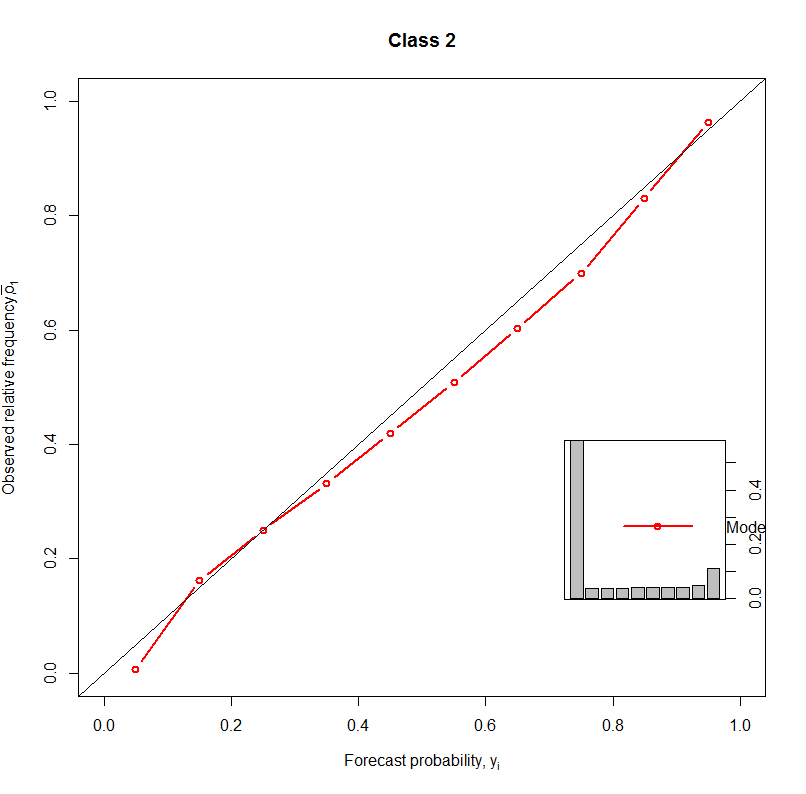 Class 2
Observed relative frequency, o̅₁
1.0
0.8
0.6
0.4
0.2
0.0
0.4
0.2
0.0
Mode
0.0 0.2 0.4 0.6 0.8 1.0
Forecast probability, yᵢ